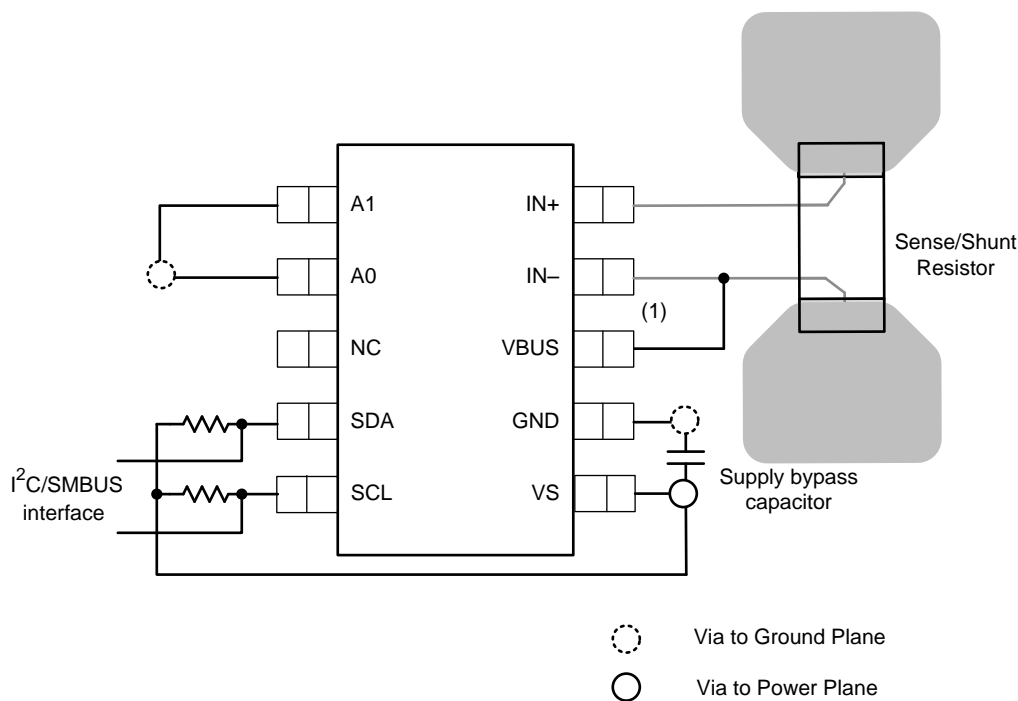 A1
IN+
Sense/Shunt
Resistor
A0
IN–
(1)
NC
VBUS
SDA
GND
I²C/SMBUS
interface
SCL
VS
Supply bypass
capacitor
Via to Ground Plane
Via to Power Plane